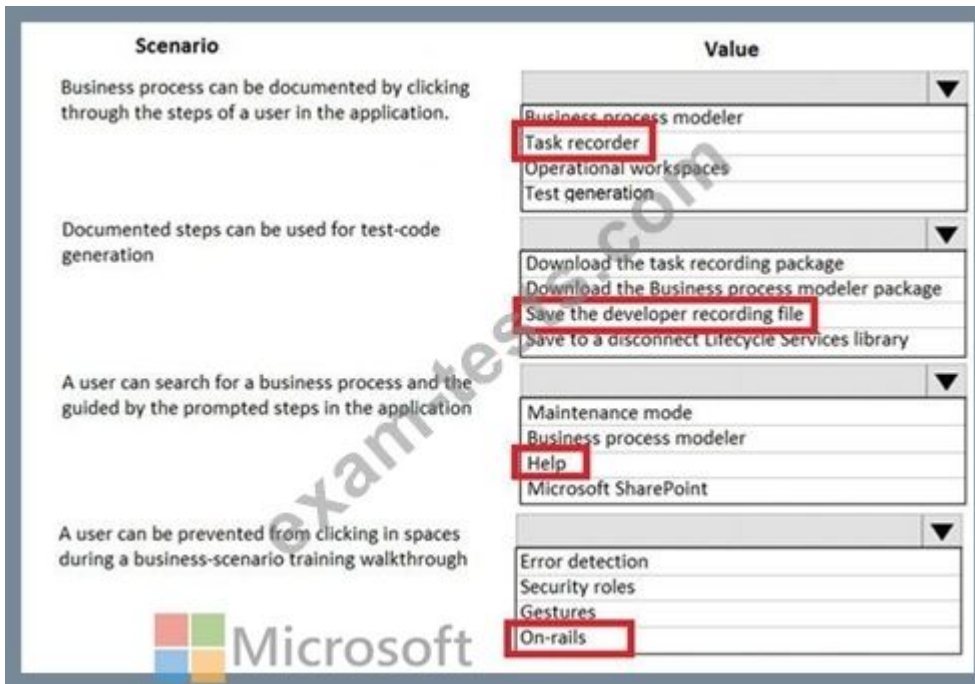 Scenario
Value
Business process can be documented by clicking
through the steps of a user in the application.
Business process modeler
Task recorder
Operational workspaces
Test generation
Documented steps can be used for test-code
generation
Download the task recording package
Download the Business process modeler package
Save the developer recording file
Save to a disconnect Lifecycle Services library
A user can search for a business process and the
guided by the prompted steps in the application
Maintenance mode
Business process modeler
Help
Microsoft SharePoint
A user can be prevented from clicking in spaces
during a business-scenario training walkthrough
Error detection
Security roles
Gestures
On-rails
Microsoft
exam-tests.com